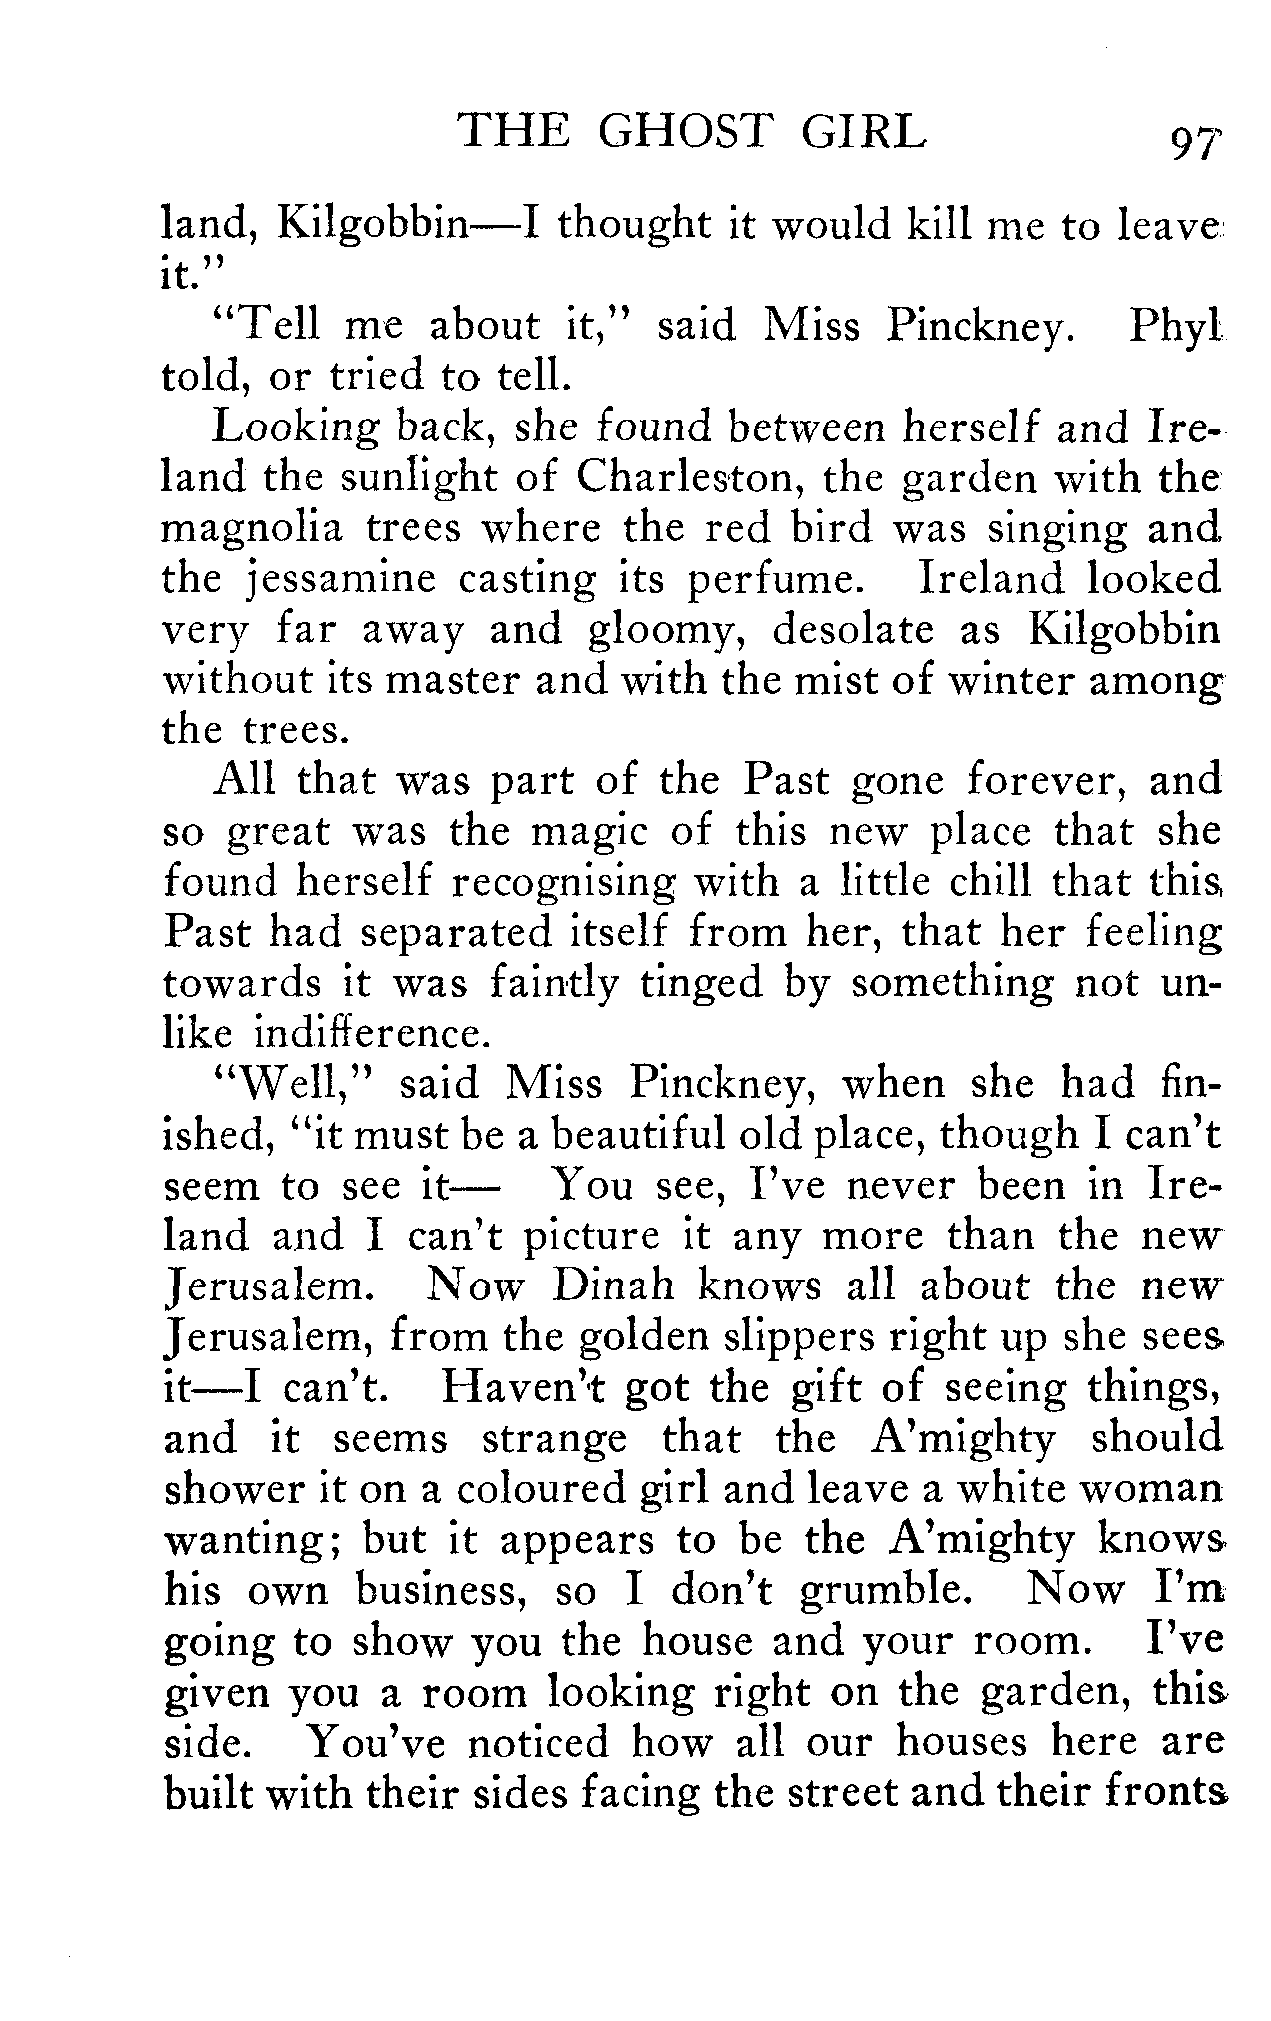 THE GHOST GIRL 97
land, Kilgobbin—I thought it would kill me to leave
it."
"Tell me about it," said Miss Pinckney. Phyl
told, or tried to tell.
Looking back, she found between herself and Ire-
land the sunlight of Charleston, the garden with the
magnolia trees where the red bird was singing and
the jessamine casting its perfume. Ireland looked
very far away and gloomy, desolate as Kilgobbin
without its master and with the mist of winter among
the trees.
All that was part of the Past gone forever, and
so great was the magic of this new place that she
found herself recognising with a little chill that this
Past had separated itself from her, that her feeling
towards it was faintly tinged by something not un-
like indifference.
"Well," said Miss Pinckney, when she had fin-
ished, "it must be a beautiful old place, though I can't
seem to see it— You see, I've never been in Ire-
land and I can't picture it any more than the new
Jerusalem. Now Dinah knows all about the new
Jerusalem, from the golden slippers right up she sees
it—I can't. Haven't got the gift of seeing things,
and it seems strange that the A'mighty should
shower it on a coloured girl and leave a white woman
wanting; but it appears to be the A'mighty knows
his own business, so I don't grumble. Now I'm
going to show you the house and your room. I've
given you a room looking right on the garden, this
side. You've noticed how all our houses here are
built with their sides facing the street and their fronts